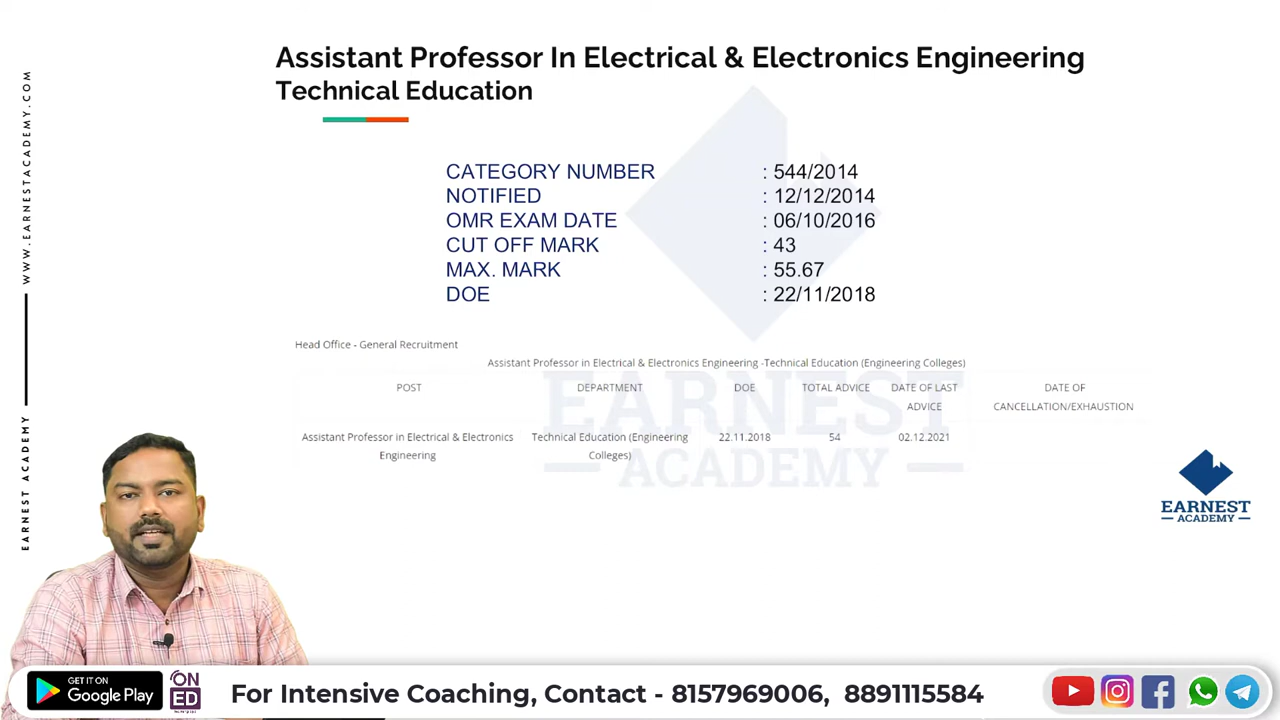 Assistant Professor In Electrical & Electronics Engineering
Technical Education
WWW.EARNESTACADEMY.COM
EARNEST ACADEMY
CATEGORY NUMBER : 544/2014
NOTIFIED : 12/12/2014
OMR EXAM DATE : 06/10/2016
CUT OFF MARK : 43
MAX. MARK : 55.67
DOE : 22/11/2018
Head Office - General Recruitment
Assistant Professor in Electrical & Electronics Engineering -Technical Education (Engineering Colleges)
POST DEPARTMENT DOE TOTAL ADVICE DATE OF LAST ADVICE DATE OF CANCELLATION/EXHAUSTION
Assistant Professor in Electrical & Electronics Engineering Technical Education (Engineering Colleges) 22.11.2018 54 02.12.2021
EARNEST
ACADEMY
EARNEST
ACADEMY
GET IT ON
Google Play
ON
ED
For Intensive Coaching, Contact - 8157969006, 8891115584